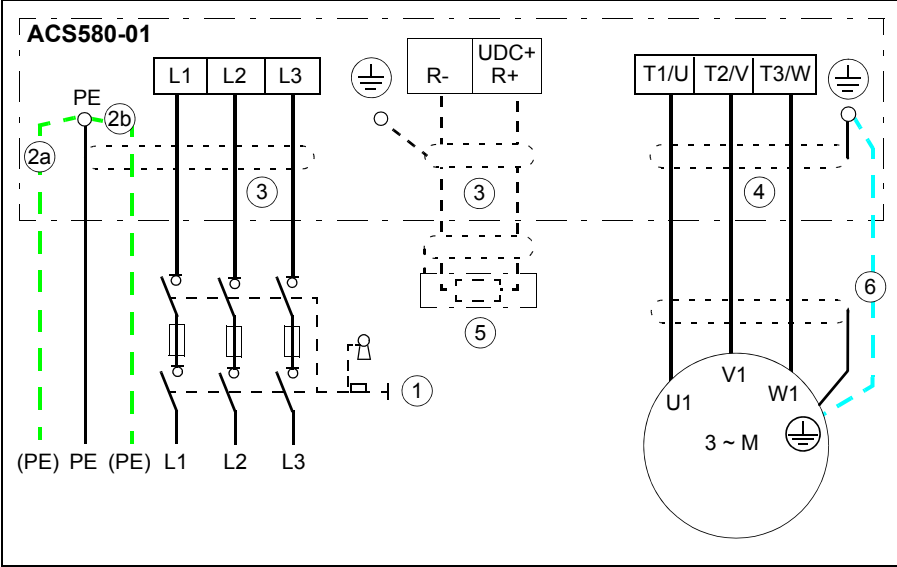 ACS580-01
UDC+
L1 L2 L3 R- R+ T1/U T2/V T3/W
PE
2b
2a
3 3 4
6
5
1
V1
U1 W1
3 ~ M
(PE) PE (PE) L1 L2 L3